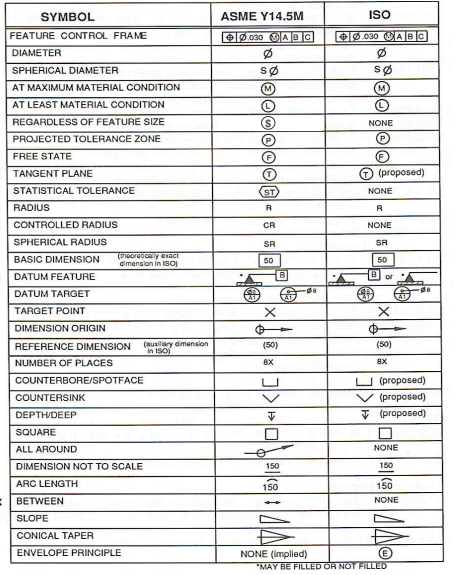 SYMBOL ASME Y14.5M ISO
FEATURE CONTROL FRAME ⌖ Ø.030 Ⓜ A B C ⌖ Ø.030 Ⓜ A B C
DIAMETER Ø Ø
SPHERICAL DIAMETER SØ SØ
AT MAXIMUM MATERIAL CONDITION Ⓜ Ⓜ
AT LEAST MATERIAL CONDITION Ⓛ Ⓛ
REGARDLESS OF FEATURE SIZE Ⓢ NONE
PROJECTED TOLERANCE ZONE Ⓟ Ⓟ
FREE STATE Ⓕ Ⓕ
TANGENT PLANE Ⓣ Ⓣ (proposed)
STATISTICAL TOLERANCE ST NONE
RADIUS R R
CONTROLLED RADIUS CR NONE
SPHERICAL RADIUS SR SR
BASIC DIMENSION (theoretically exact dimension in ISO) 50 50
DATUM FEATURE * B * B or *
DATUM TARGET Ø8 A1 A1 Ø8 Ø8 A1 A1 Ø8
TARGET POINT
DIMENSION ORIGIN
REFERENCE DIMENSION (auxiliary dimension in ISO) (50) (50)
NUMBER OF PLACES 8X 8X
COUNTERBORE/SPOTFACE (proposed)
COUNTERSINK (proposed)
DEPTH/DEEP (proposed)
SQUARE
ALL AROUND NONE
DIMENSION NOT TO SCALE 150 150
ARC LENGTH 150 150
BETWEEN NONE
SLOPE
CONICAL TAPER
ENVELOPE PRINCIPLE NONE (implied) Ⓔ
*MAY BE FILLED OR NOT FILLED